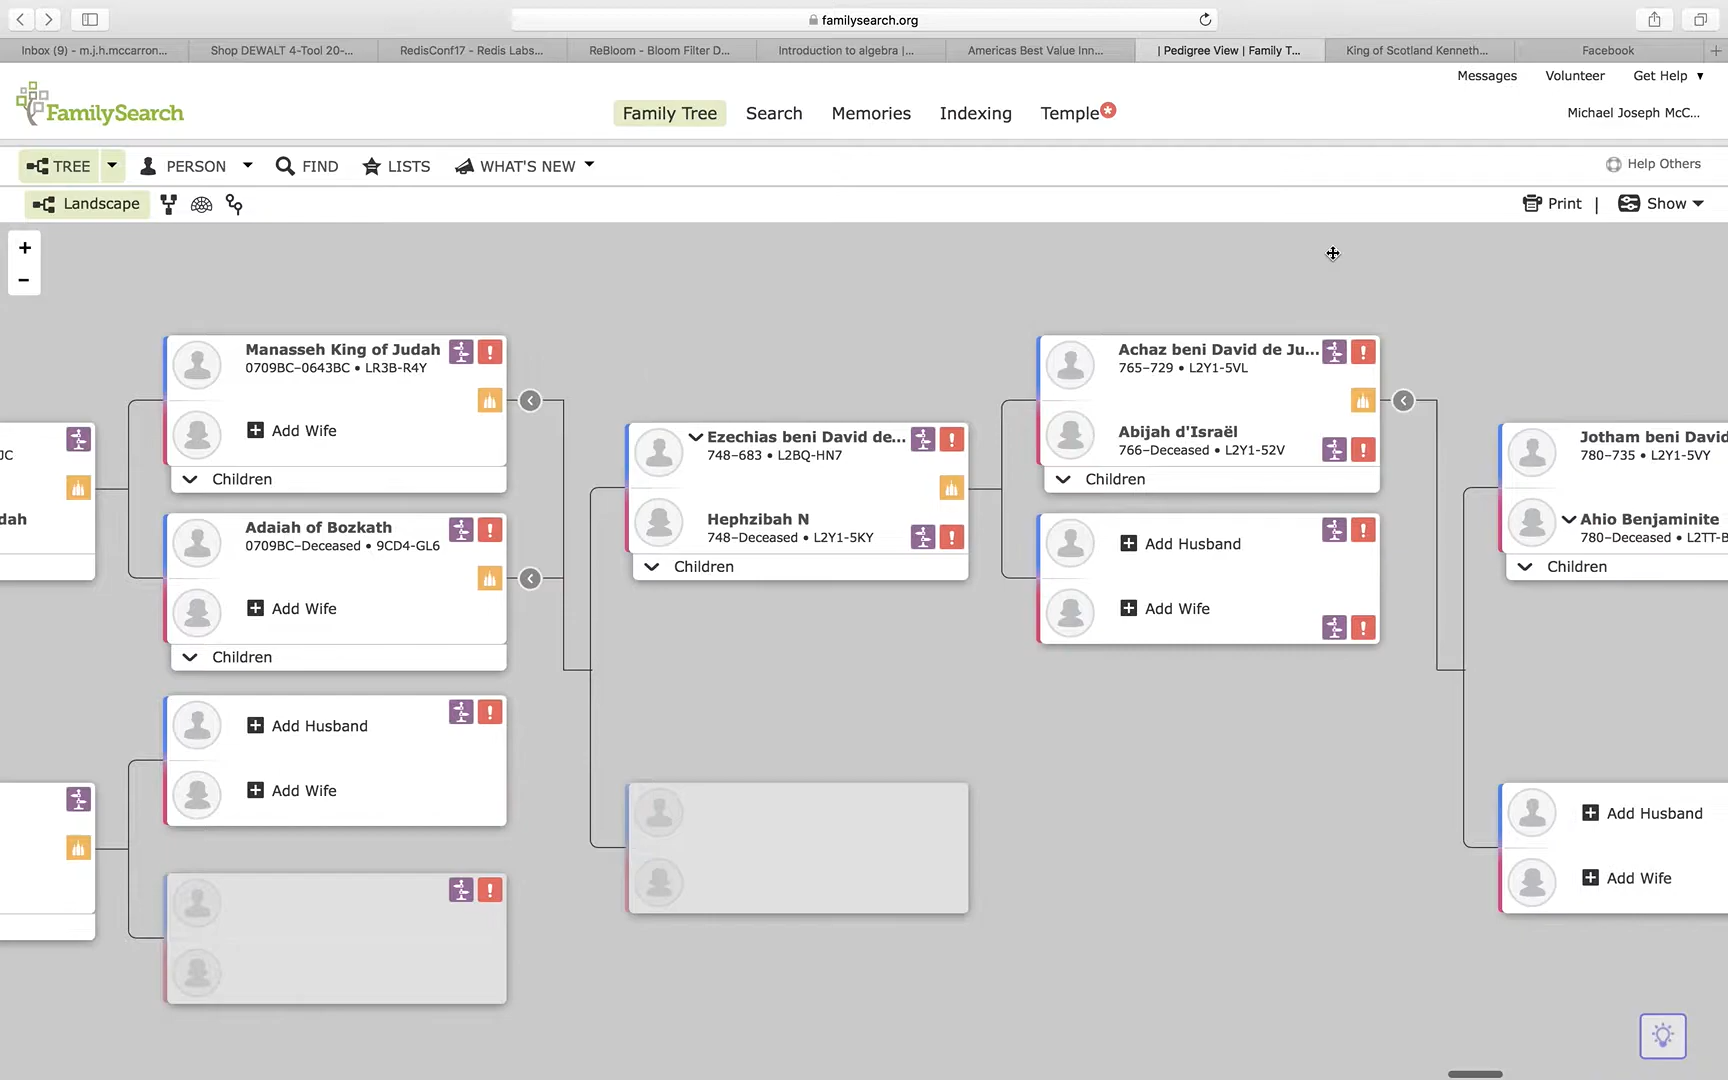 familysearch.org
Inbox (9) - m.j.h.mccarron...
Shop DEWALT 4-Tool 20-...
RedisConf17 - Redis Labs...
ReBloom - Bloom Filter D...
Introduction to algebra |...
Americas Best Value Inn...
| Pedigree View | Family T...
King of Scotland Kenneth...
Facebook
Messages
Volunteer
Get Help
FamilySearch
Family Tree
Search
Memories
Indexing
Temple
Michael Joseph McC...
TREE
PERSON
FIND
LISTS
WHAT'S NEW
Help Others
Landscape
Print |
Show
+
−
Manasseh King of Judah
0709BC–0643BC • LR3B-R4Y
Add Wife
Children
Adaiah of Bozkath
0709BC–Deceased • 9CD4-GL6
Add Wife
Children
Add Husband
Add Wife
JC
dah
Ezechias beni David de...
748–683 • L2BQ-HN7
Hephzibah N
748–Deceased • L2Y1-5KY
Children
Achaz beni David de Ju...
765–729 • L2Y1-5VL
Abijah d'Israël
766–Deceased • L2Y1-52V
Children
Add Husband
Add Wife
Jotham beni David
780–735 • L2Y1-5VY
Ahio Benjaminite
780–Deceased • L2TT-B
Children
Add Husband
Add Wife